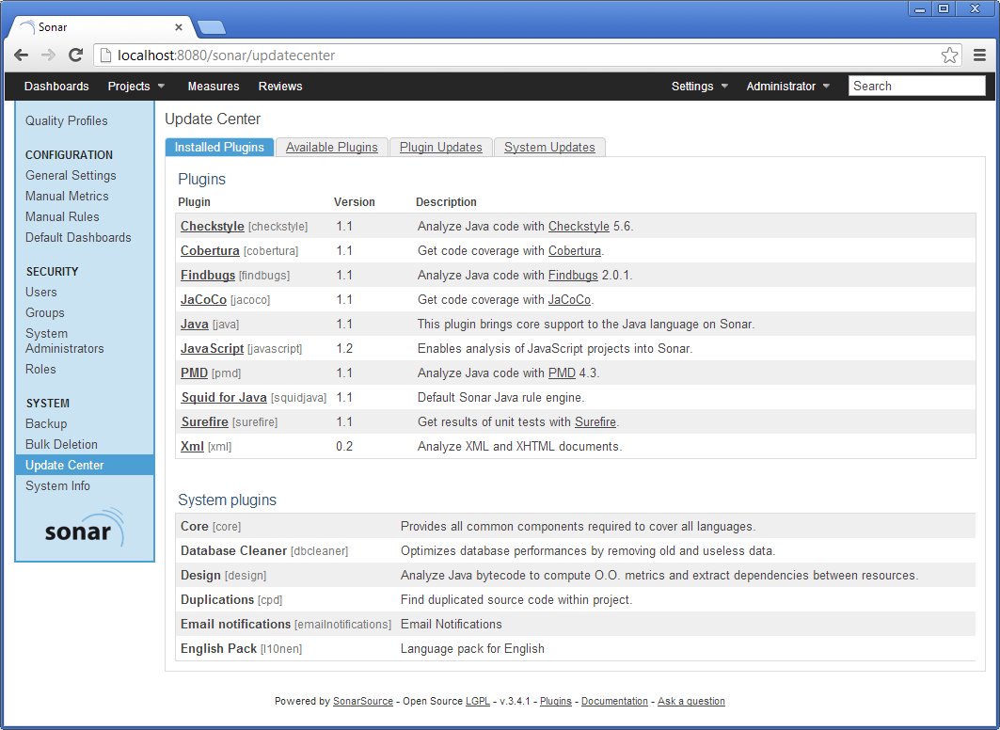 Sonar
localhost:8080/sonar/updatecenter
Dashboards Projects Measures Reviews Settings Administrator Search
Quality Profiles
CONFIGURATION
General Settings
Manual Metrics
Manual Rules
Default Dashboards
SECURITY
Users
Groups
System
Administrators
Roles
SYSTEM
Backup
Bulk Deletion
Update Center
System Info
sonar
Update Center
Installed Plugins Available Plugins Plugin Updates System Updates
Plugins
Plugin Version Description
Checkstyle [checkstyle] 1.1 Analyze Java code with Checkstyle 5.6.
Cobertura [cobertura] 1.1 Get code coverage with Cobertura.
Findbugs [findbugs] 1.1 Analyze Java code with Findbugs 2.0.1.
JaCoCo [jacoco] 1.1 Get code coverage with JaCoCo.
Java [java] 1.1 This plugin brings core support to the Java language on Sonar.
JavaScript [javascript] 1.2 Enables analysis of JavaScript projects into Sonar.
PMD [pmd] 1.1 Analyze Java code with PMD 4.3.
Squid for Java [squidjava] 1.1 Default Sonar Java rule engine.
Surefire [surefire] 1.1 Get results of unit tests with Surefire.
Xml [xml] 0.2 Analyze XML and XHTML documents.
System plugins
Core [core] Provides all common components required to cover all languages.
Database Cleaner [dbcleaner] Optimizes database performances by removing old and useless data.
Design [design] Analyze Java bytecode to compute O.O. metrics and extract dependencies between resources.
Duplications [cpd] Find duplicated source code within project.
Email notifications [emailnotifications] Email Notifications
English Pack [l10nen] Language pack for English
Powered by SonarSource - Open Source LGPL - v.3.4.1 - Plugins - Documentation - Ask a question